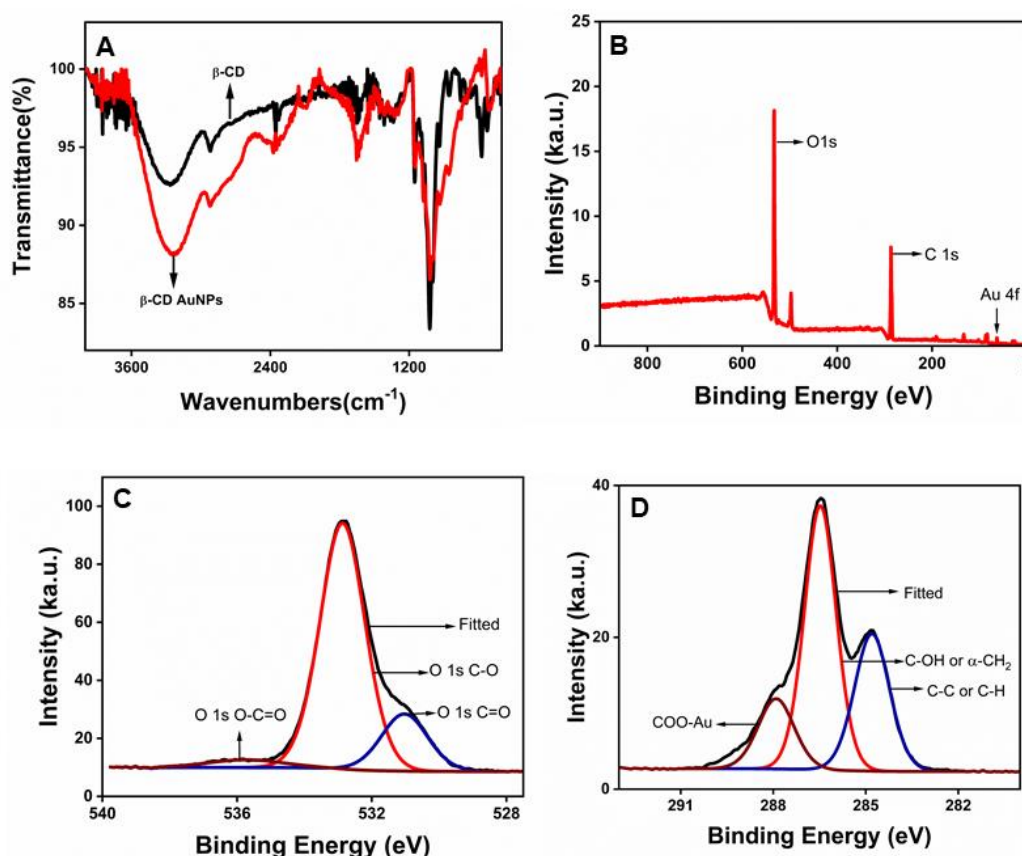 A
Transmittance(%)
100
95
90
85
β-CD
β-CD AuNPs
3600
2400
1200
Wavenumbers(cm⁻¹)
B
Intensity (ka.u.)
25
20
15
10
5
0
O1s
C 1s
Au 4f
800
600
400
200
Binding Energy (eV)
C
Intensity (ka.u.)
100
80
60
40
20
0
Fitted
O 1s C-O
O 1s C=O
O 1s O-C=O
540
536
532
528
Binding Energy (eV)
D
Intensity (ka.u.)
40
20
0
Fitted
C-OH or α-CH₂
C-C or C-H
COO-Au
291
288
285
282
Binding Energy (eV)